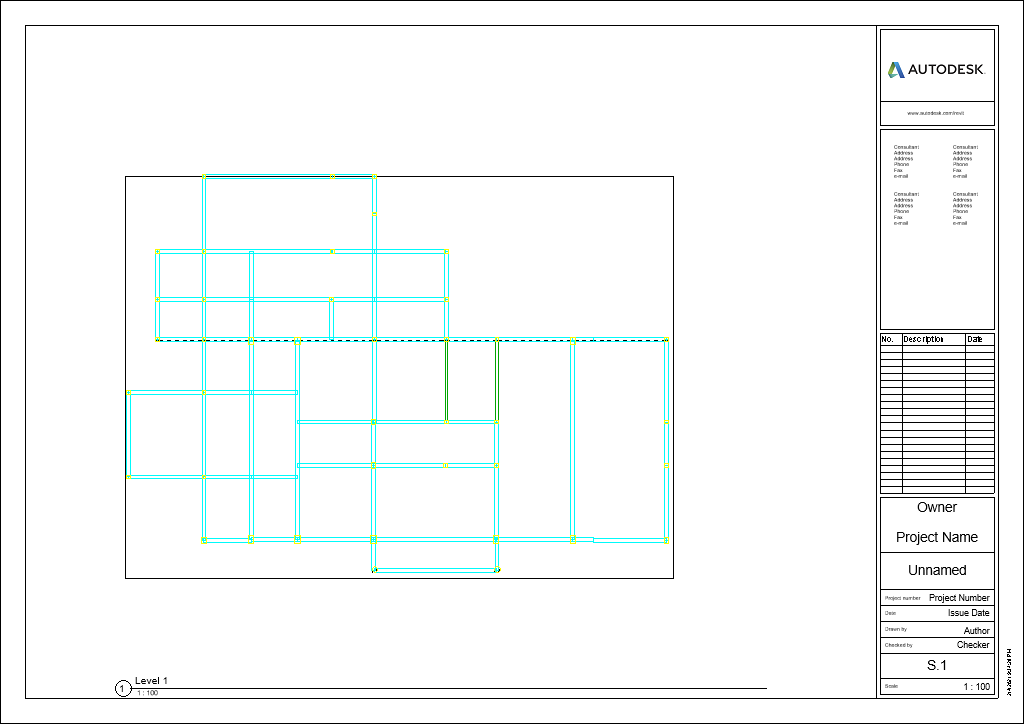 AUTODESK
www.autodesk.com/revit
Consultant
Address
Address
Phone
Fax
e-mail
Consultant
Address
Address
Phone
Fax
e-mail
Consultant
Address
Address
Phone
Fax
e-mail
Consultant
Address
Address
Phone
Fax
e-mail
No. Description Date
Owner
Project Name
Unnamed
Project number Project Number
Date Issue Date
Drawn by Author
Checked by Checker
S.1
Scale 1 : 100
1 Level 1
1 : 100